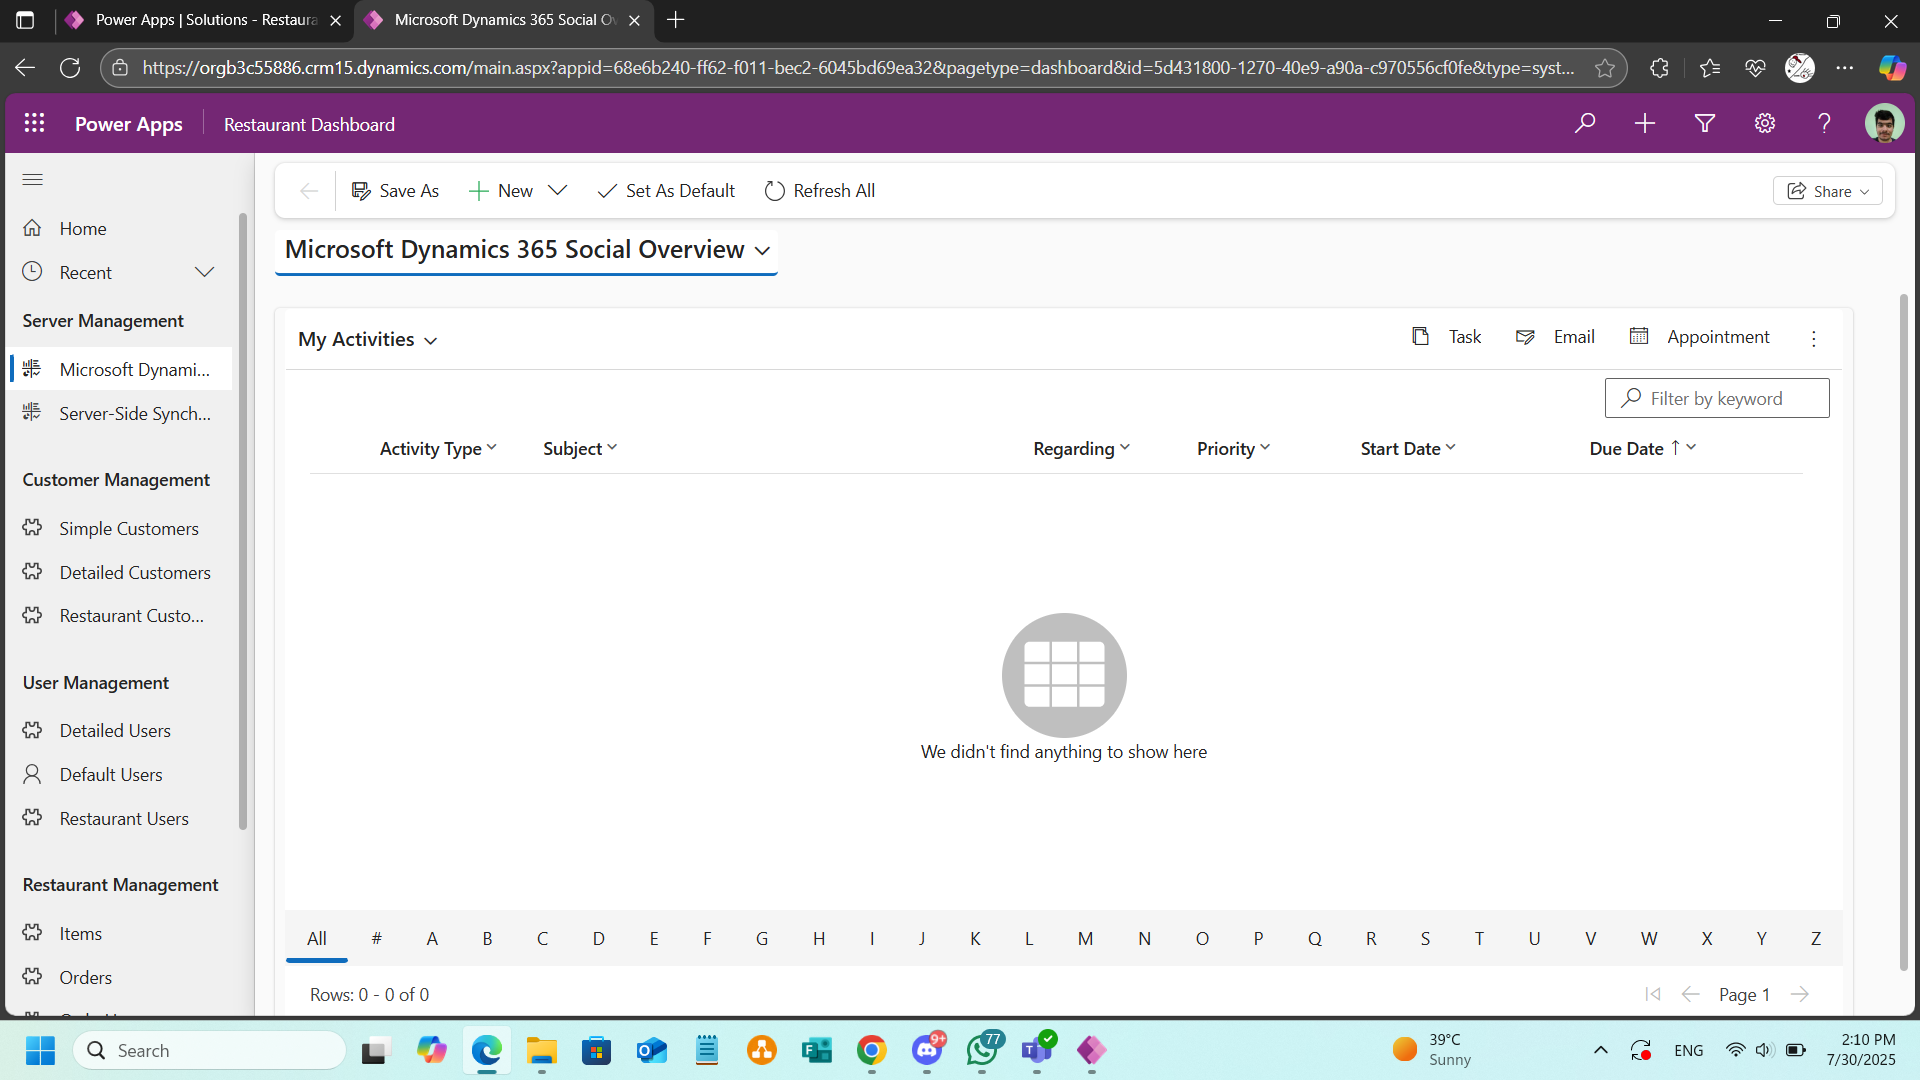 Power Apps | Solutions - Restaura
Microsoft Dynamics 365 Social Ov
https://orgb3c55886.crm15.dynamics.com/main.aspx?appid=68e6b240-ff62-f011-bec2-6045bd69ea32&pagetype=dashboard&id=5d431800-1270-40e9-a90a-c970556cf0fe&type=syst...
Power Apps
Restaurant Dashboard
Save As
New
Set As Default
Refresh All
Share
Home
Recent
Server Management
Microsoft Dynami...
Server-Side Synch...
Customer Management
Simple Customers
Detailed Customers
Restaurant Custo...
User Management
Detailed Users
Default Users
Restaurant Users
Restaurant Management
Items
Orders
Microsoft Dynamics 365 Social Overview
My Activities
Task
Email
Appointment
Filter by keyword
Activity Type
Subject
Regarding
Priority
Start Date
Due Date ↑
We didn't find anything to show here
All # A B C D E F G H I J K L M N O P Q R S T U V W X Y Z
Rows: 0 - 0 of 0
Page 1
Search
9+
77
39°C
Sunny
ENG
2:10 PM
7/30/2025